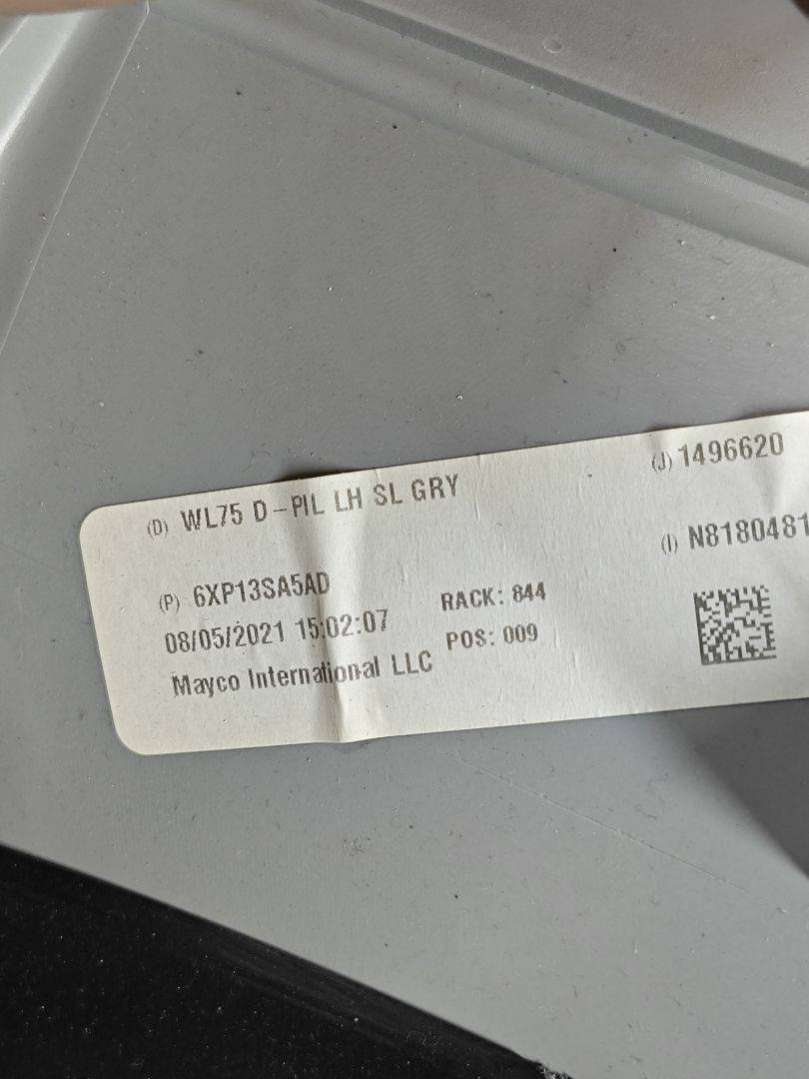 (D) WL75 D-PIL LH SL GRY
(J) 1496620
(P) 6XP13SA5AD
(I) N8180481
08/05/2021 15:02:07
RACK: 844
Mayco International LLC
POS: 009